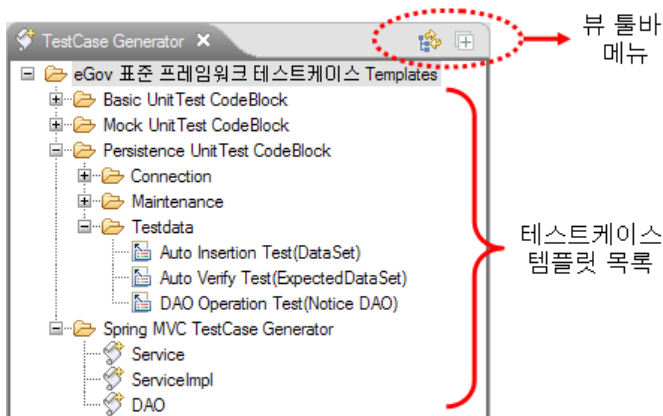 TestCase Generator
뷰 툴바
메뉴
eGov 표준 프레임워크 테스트케이스 Templates
Basic UnitTest CodeBlock
Mock UnitTest CodeBlock
Persistence UnitTest CodeBlock
Connection
Maintenance
Testdata
Auto Insertion Test(DataSet)
Auto Verify Test(ExpectedDataSet)
DAO Operation Test(Notice DAO)
Spring MVC TestCase Generator
Service
ServiceImpl
DAO
테스트케이스
템플릿 목록